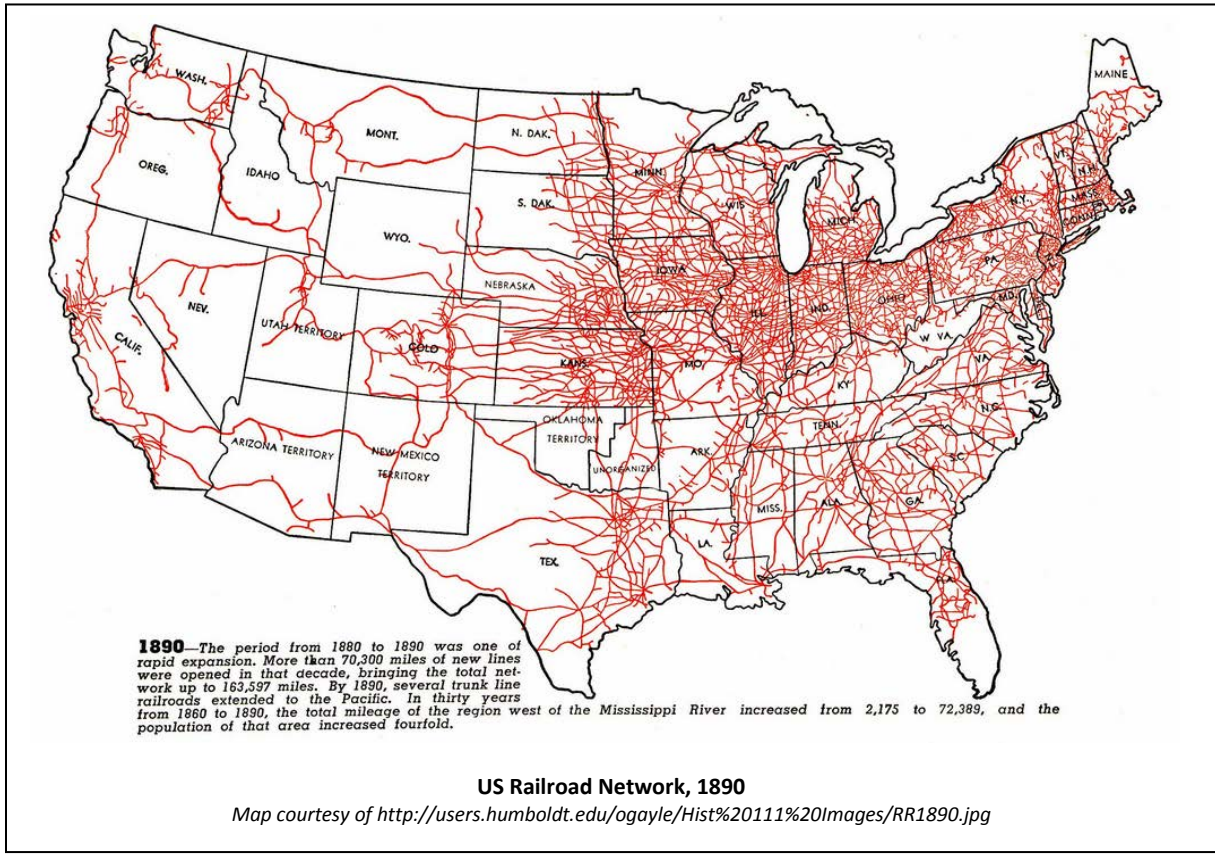 WASH.
MONT.
N. DAK.
MINN.
MAINE
OREG.
IDAHO
S. DAK.
WIS
MICH.
N.Y.
VT.
N.H.
MASS.
CONN.
WYO.
IOWA
PA.
NEBRASKA
NEV.
UTAH TERRITORY
COLO
ILL.
IND.
OHIO
MD.
CALIF.
KANS.
MO.
W VA.
VA.
KY
OKLAHOMA
TERRITORY
TENN.
N.C.
ARIZONA TERRITORY
NEW MEXICO
TERRITORY
UNORGANIZED
ARK.
S.C.
MISS.
ALA.
GA.
TEX.
LA.
1890—The period from 1880 to 1890 was one of
rapid expansion. More than 70,300 miles of new lines
were opened in that decade, bringing the total net-
work up to 163,597 miles. By 1890, several trunk line
railroads extended to the Pacific. In thirty years
from 1860 to 1890, the total mileage of the region west of the Mississippi River increased from 2,175 to 72,389, and the
population of that area increased fourfold.
US Railroad Network, 1890
Map courtesy of http://users.humboldt.edu/ogayle/Hist%20111%20Images/RR1890.jpg